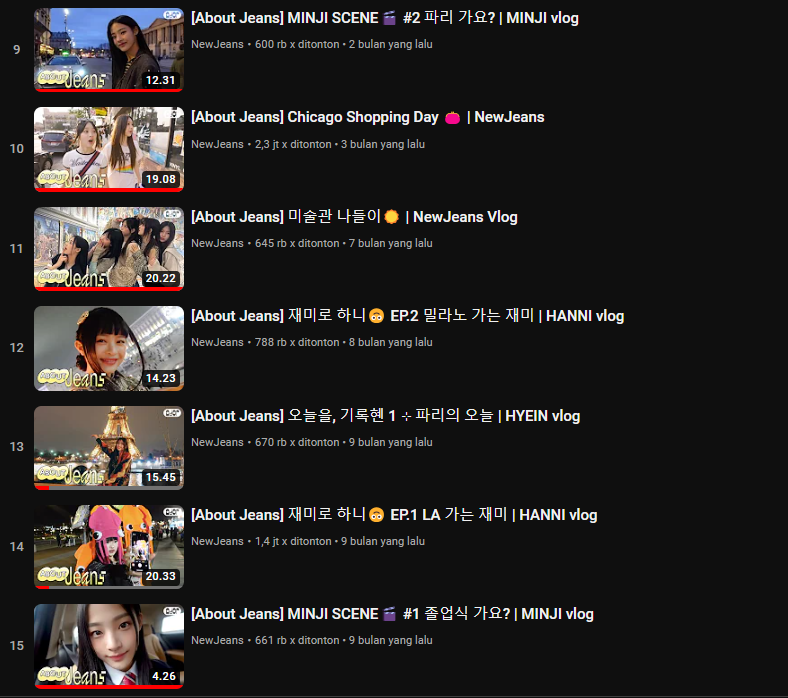 9
[About Jeans] MINJI SCENE 🎬 #2 파리 가요? | MINJI vlog
NewJeans • 600 rb x ditonton • 2 bulan yang lalu
ABOUT Jeans
12.31
10
[About Jeans] Chicago Shopping Day 👛 | NewJeans
NewJeans • 2,3 jt x ditonton • 3 bulan yang lalu
ABOUT Jeans
19.08
11
[About Jeans] 미술관 나들이🌞 | NewJeans Vlog
NewJeans • 645 rb x ditonton • 7 bulan yang lalu
ABOUT Jeans
20.22
12
[About Jeans] 재미로 하니🙃 EP.2 밀라노 가는 재미 | HANNI vlog
NewJeans • 788 rb x ditonton • 8 bulan yang lalu
ABOUT Jeans
14.23
13
[About Jeans] 오늘을, 기록혠 1 ⊹ 파리의 오늘 | HYEIN vlog
NewJeans • 670 rb x ditonton • 9 bulan yang lalu
ABOUT Jeans
15.45
14
[About Jeans] 재미로 하니🙃 EP.1 LA 가는 재미 | HANNI vlog
NewJeans • 1,4 jt x ditonton • 9 bulan yang lalu
ABOUT Jeans
20.33
15
[About Jeans] MINJI SCENE 🎬 #1 졸업식 가요? | MINJI vlog
NewJeans • 661 rb x ditonton • 9 bulan yang lalu
ABOUT Jeans
4.26